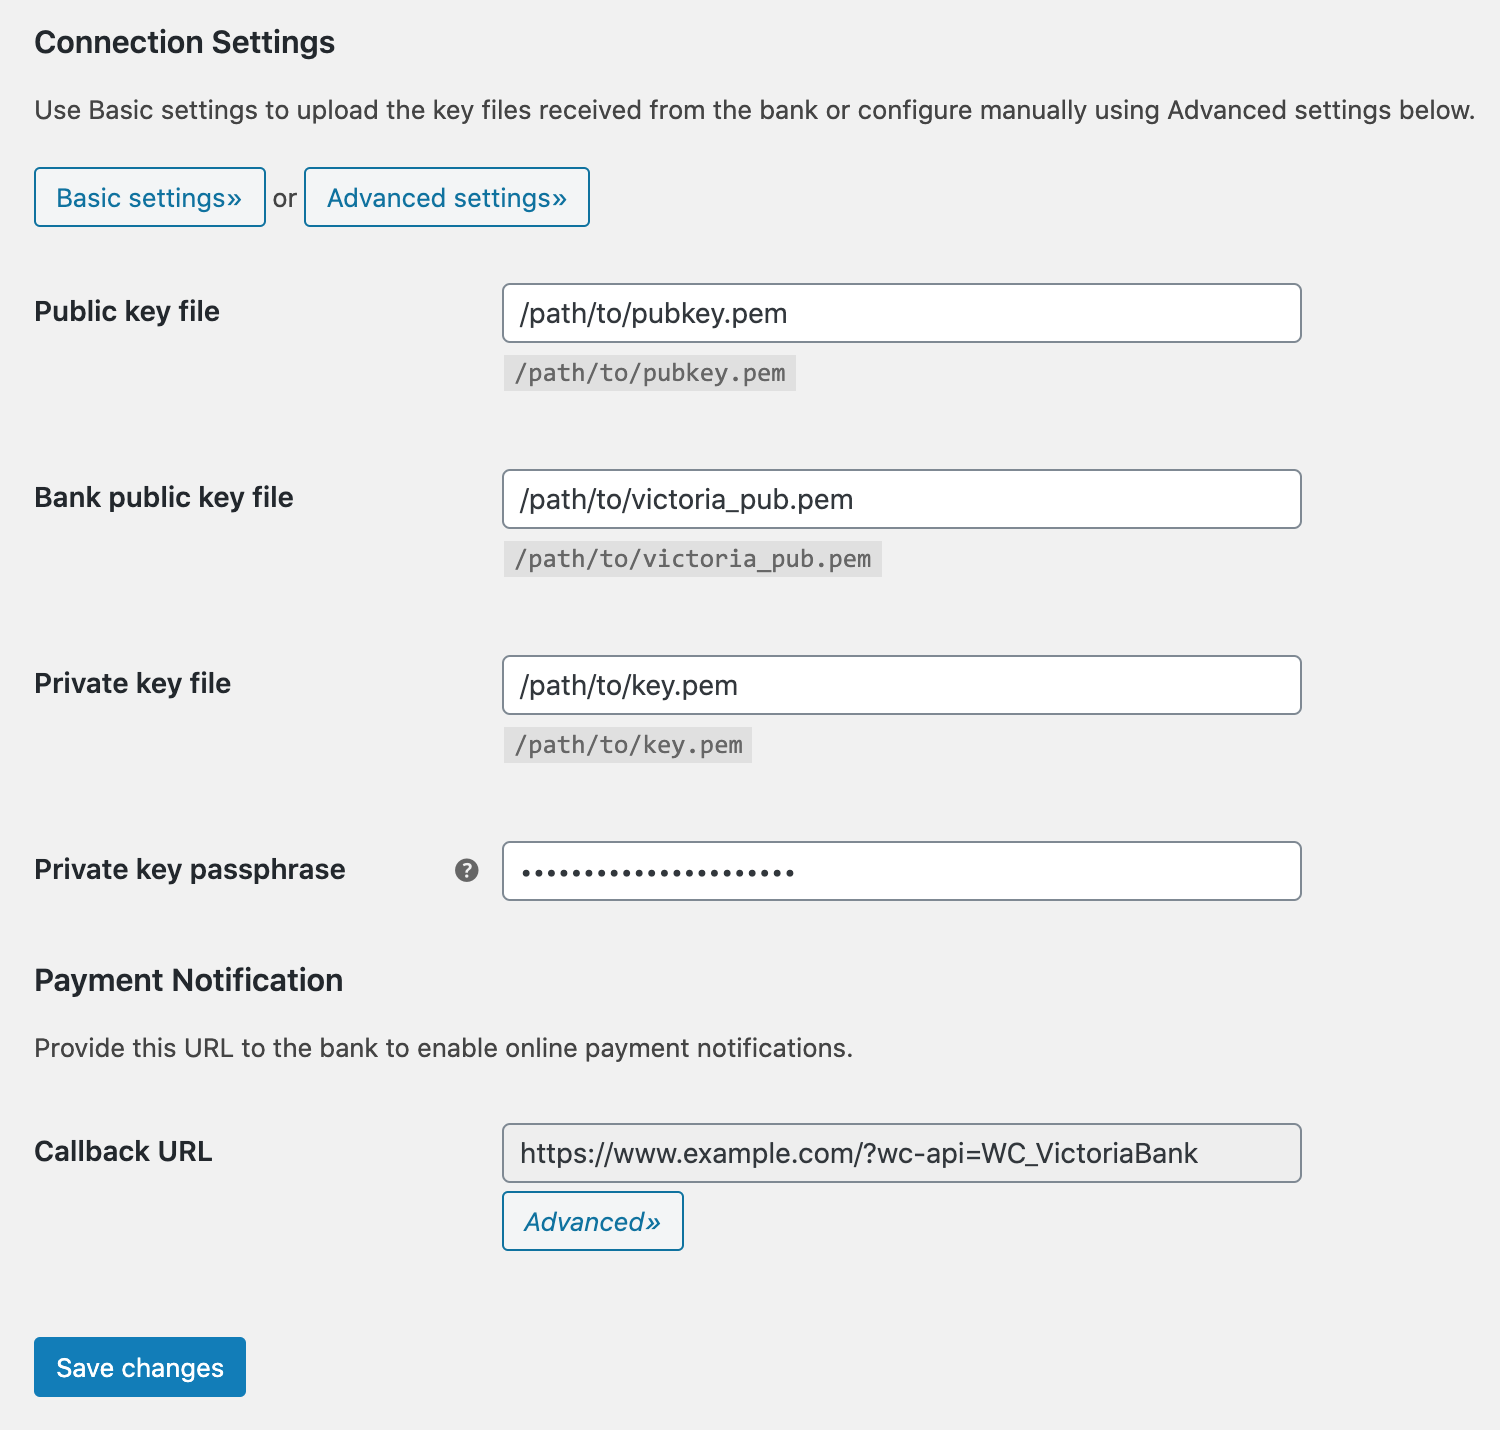 Connection Settings
Use Basic settings to upload the key files received from the bank or configure manually using Advanced settings below.
Basic settings» or Advanced settings»
Public key file
/path/to/pubkey.pem
/path/to/pubkey.pem
Bank public key file
/path/to/victoria_pub.pem
/path/to/victoria_pub.pem
Private key file
/path/to/key.pem
/path/to/key.pem
Private key passphrase ? ••••••••••••••••••••••
Payment Notification
Provide this URL to the bank to enable online payment notifications.
Callback URL
https://www.example.com/?wc-api=WC_VictoriaBank
Advanced»
Save changes